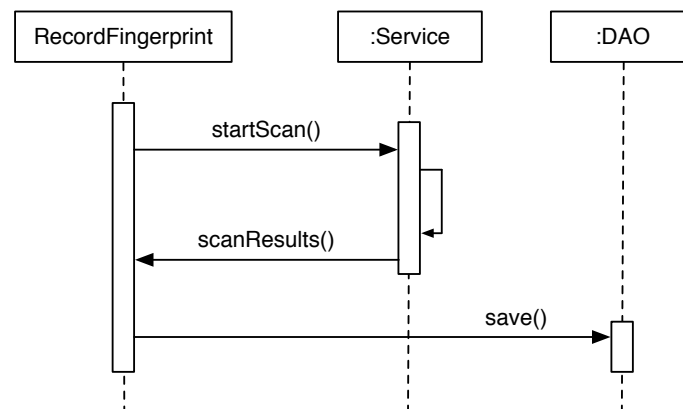 RecordFingerprint
:Service
:DAO
startScan()
scanResults()
save()